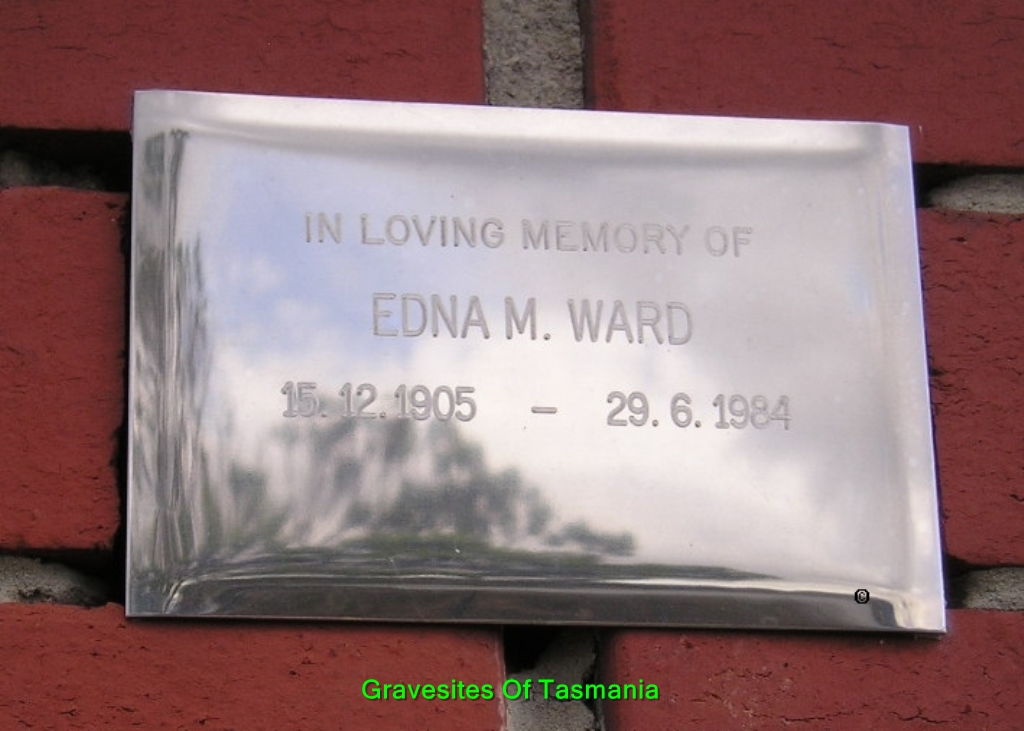 IN LOVING MEMORY OF
EDNA M. WARD
15.12.1905 – 29.6.1984
©
Gravesites Of Tasmania